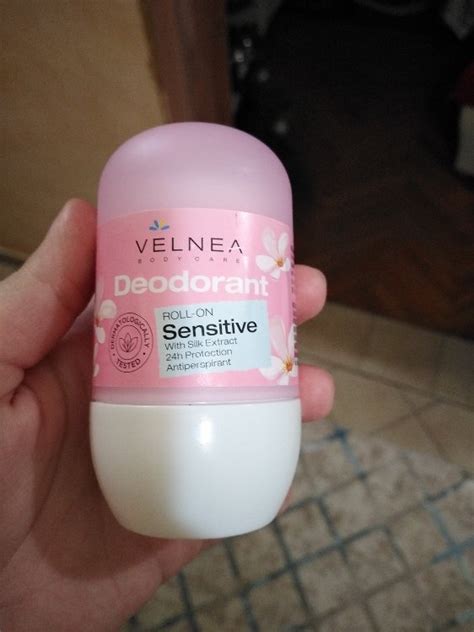 VELNEA
BODY CARE
Deodorant
ROLL-ON
Sensitive
With Silk Extract
24h Protection
Antiperspirant
DERMATOLOGICALLY
TESTED